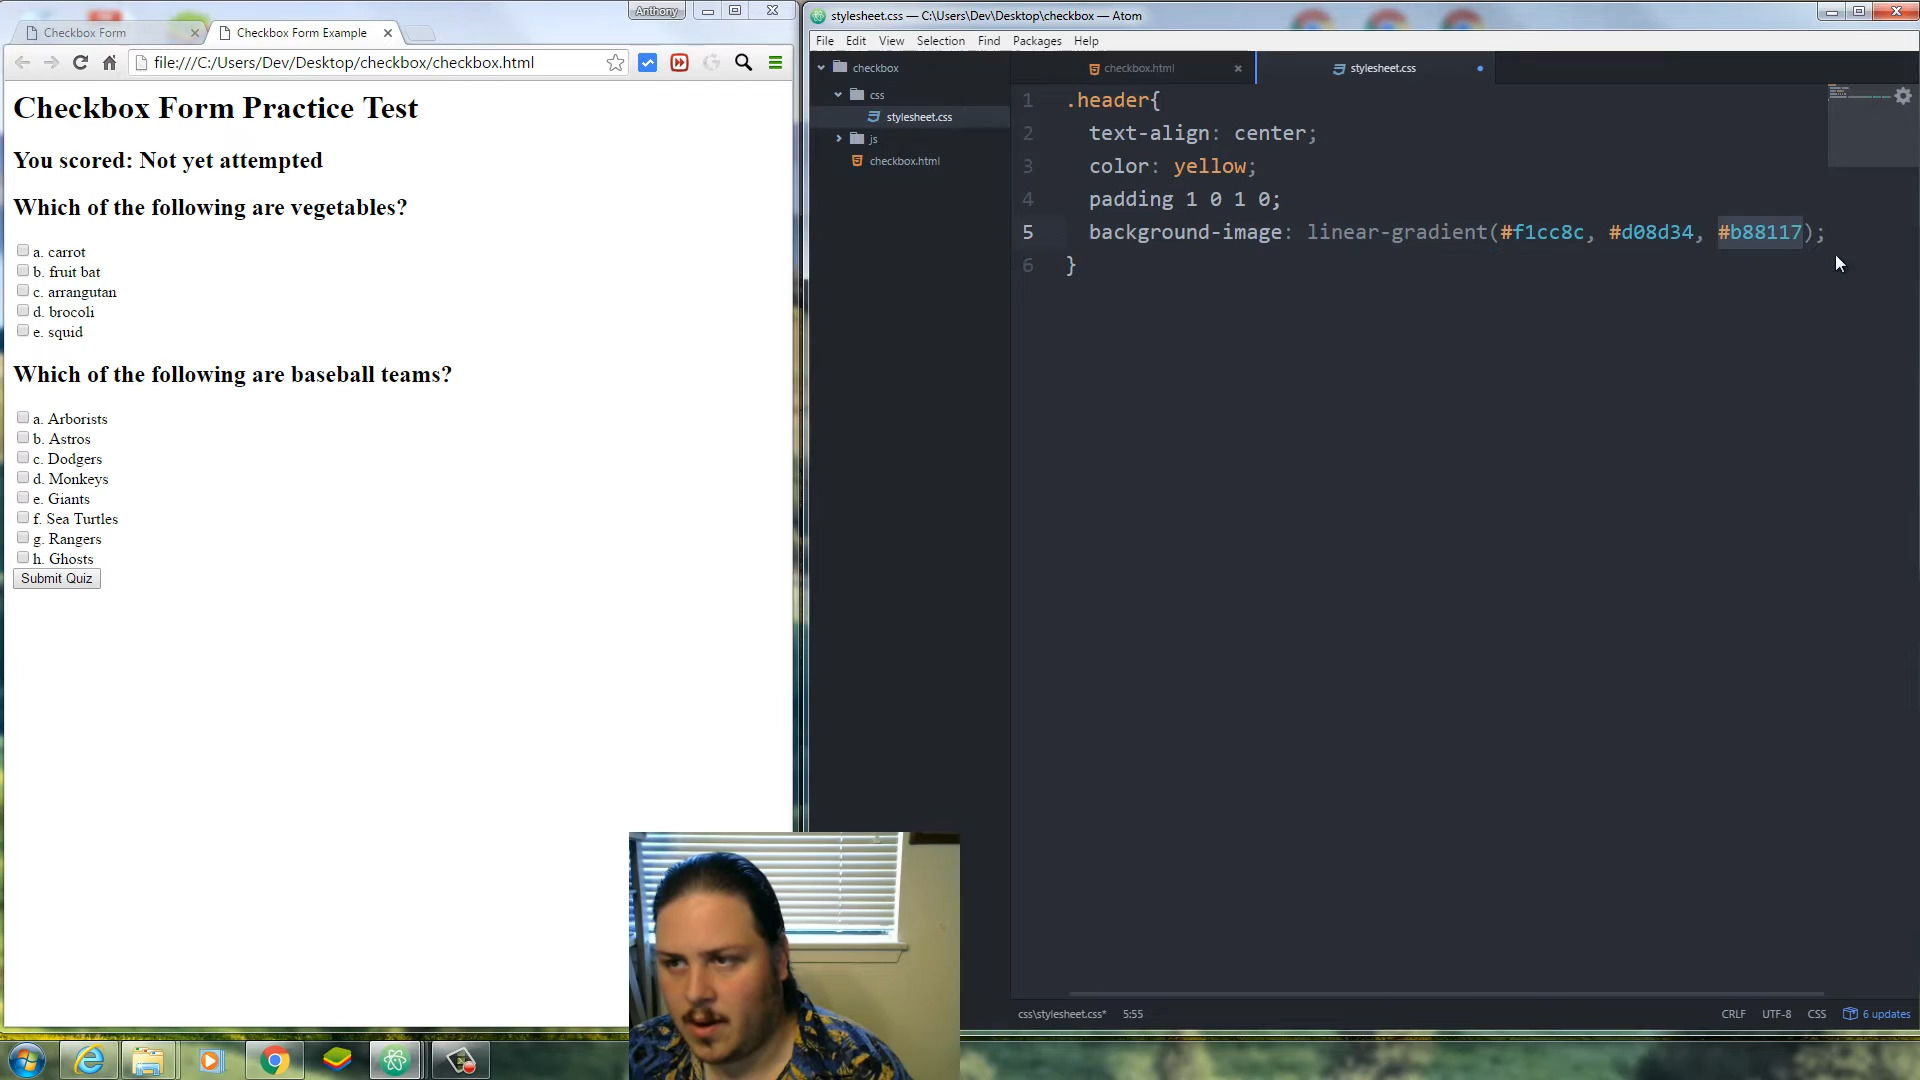 Anthony
Checkbox Form
Checkbox Form Example
file:///C:/Users/Dev/Desktop/checkbox/checkbox.html
Checkbox Form Practice Test
You scored: Not yet attempted
Which of the following are vegetables?
a. carrot
b. fruit bat
c. arrangutan
d. brocoli
e. squid
Which of the following are baseball teams?
a. Arborists
b. Astros
c. Dodgers
d. Monkeys
e. Giants
f. Sea Turtles
g. Rangers
h. Ghosts
Submit Quiz
stylesheet.css — C:\Users\Dev\Desktop\checkbox — Atom
File Edit View Selection Find Packages Help
checkbox
css
stylesheet.css
js
checkbox.html
checkbox.html
stylesheet.css
1 .header{
2 text-align: center;
3 color: yellow;
4 padding 1 0 1 0;
5 background-image: linear-gradient(#f1cc8c, #d08d34, #b88117);
6 }
css\stylesheet.css* 5:55
CRLF UTF-8 CSS 6 updates